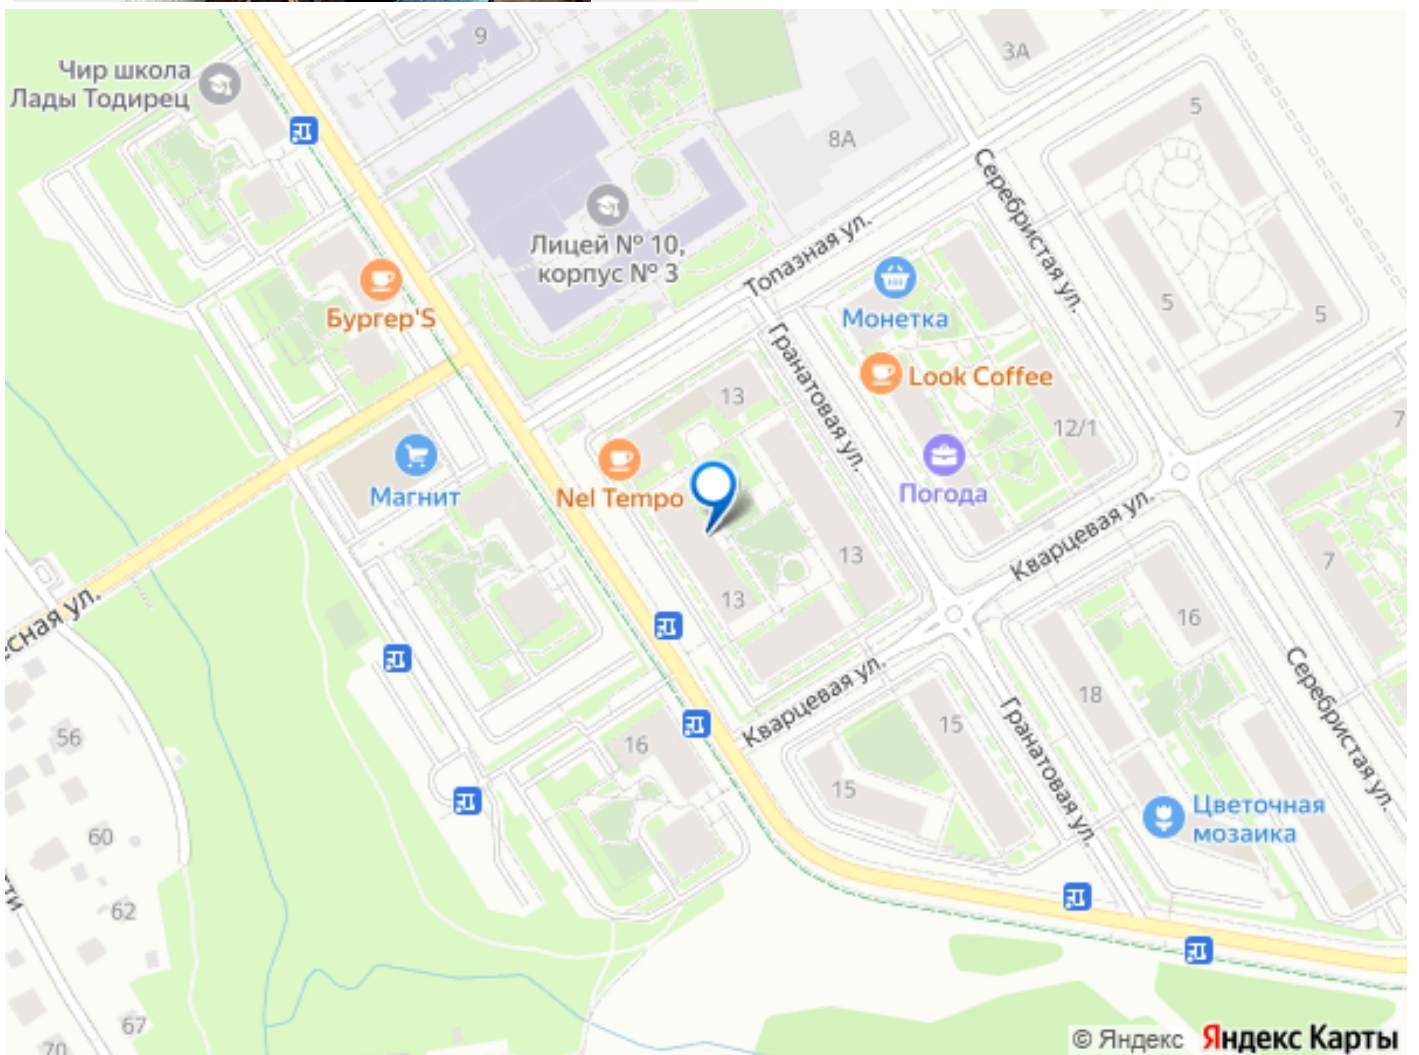 9
3А
Чир школа
Лады Тодирец
5
8А
Серебристая ул.
Лицей № 10,
корпус № 3
Топазная ул.
Бургер'S
Монетка
5
5
Гранатовая ул.
Look Coffee
13
12/1
7
Магнит
Nel Tempo
Погода
Кварцевая ул.
13
7
13
сная ул.
16
Кварцевая ул.
Серебристая ул.
18
15
Гранатовая ул.
56
16
15
Цветочная
мозаика
60
62
сти
67
70
© Яндекс Яндекс Карты